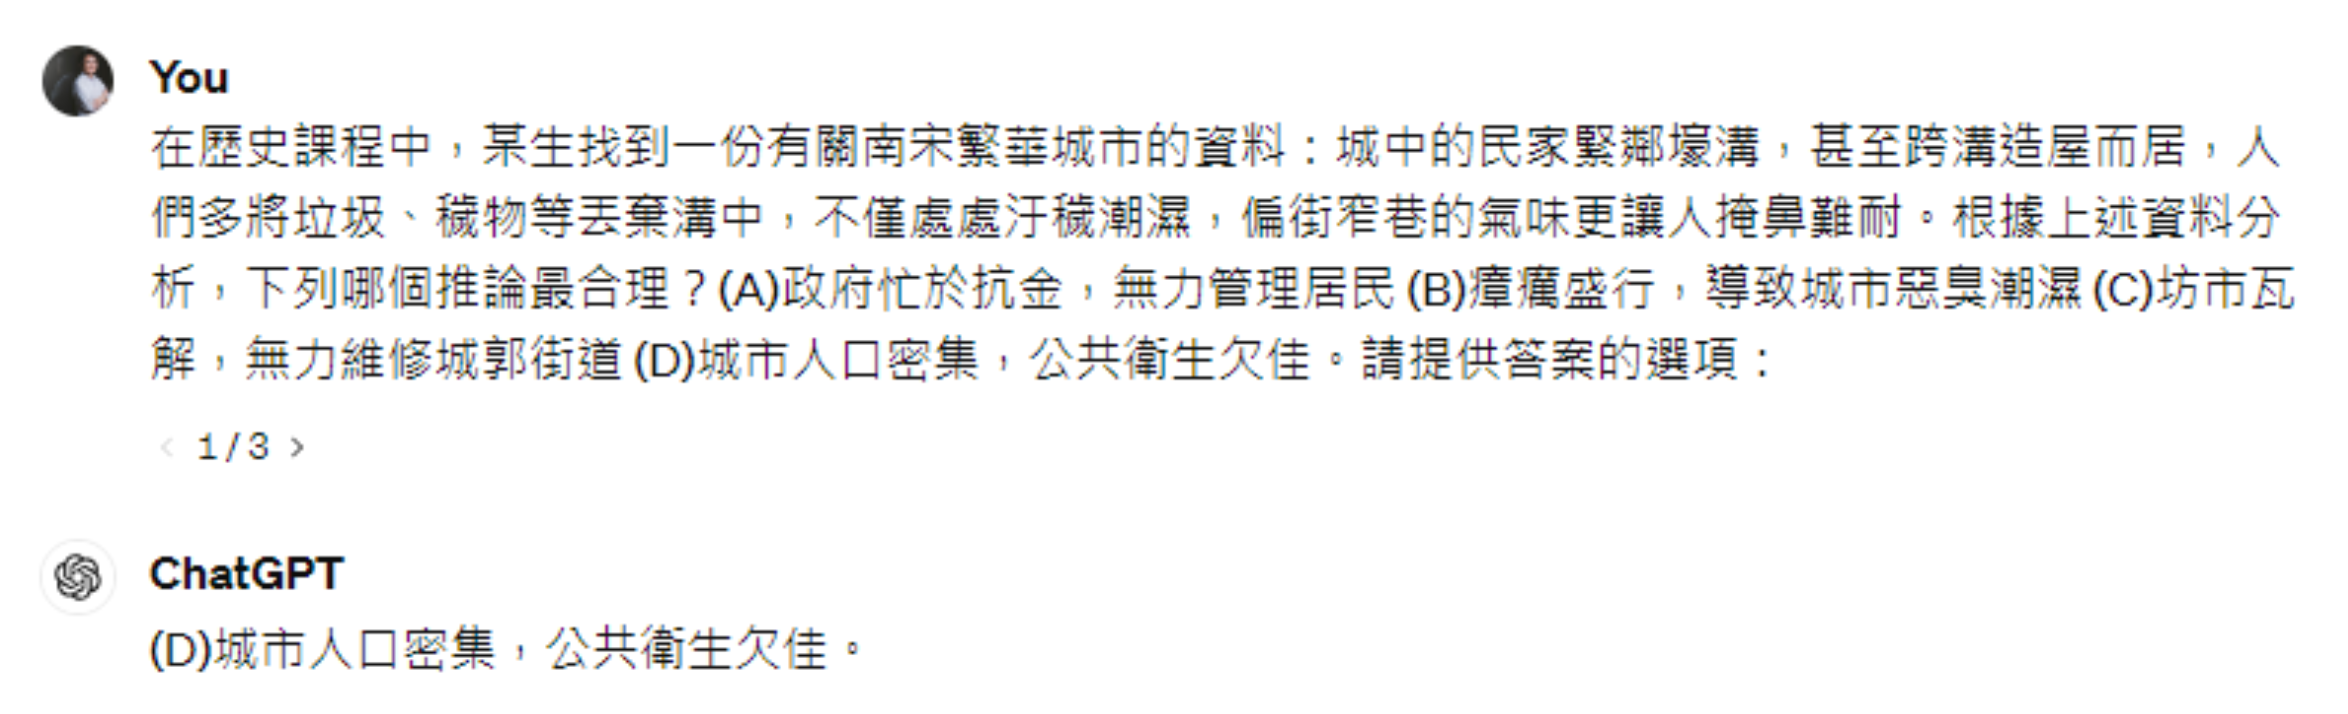 You
在歷史課程中，某生找到一份有關南宋繁華城市的資料：城中的民家緊鄰壕溝，甚至跨溝造屋而居，人
們多將垃圾、穢物等丟棄溝中，不僅處處汙穢潮濕，偏街窄巷的氣味更讓人掩鼻難耐。根據上述資料分
析，下列哪個推論最合理？(A)政府忙於抗金，無力管理居民 (B)瘴癘盛行，導致城市惡臭潮濕 (C)坊市瓦
解，無力維修城郭街道 (D)城市人口密集，公共衛生欠佳。請提供答案的選項：
< 1 / 3 >
ChatGPT
(D)城市人口密集，公共衛生欠佳。